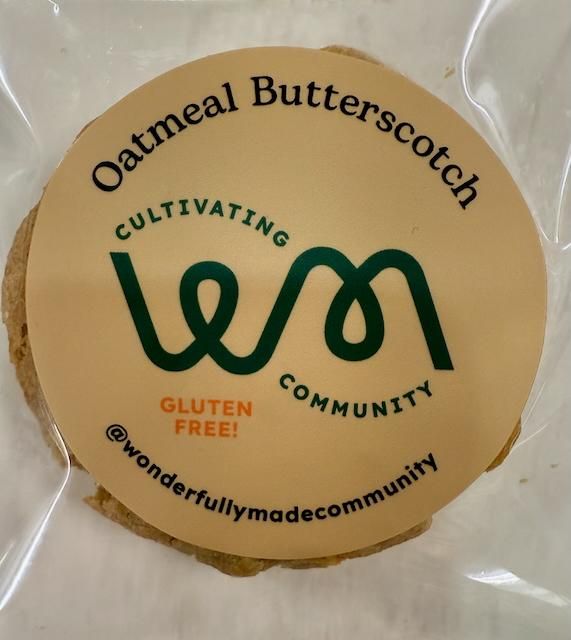 Oatmeal Butterscotch
CULTIVATING
wm
COMMUNITY
GLUTEN
FREE!
@wonderfullymadecommunity